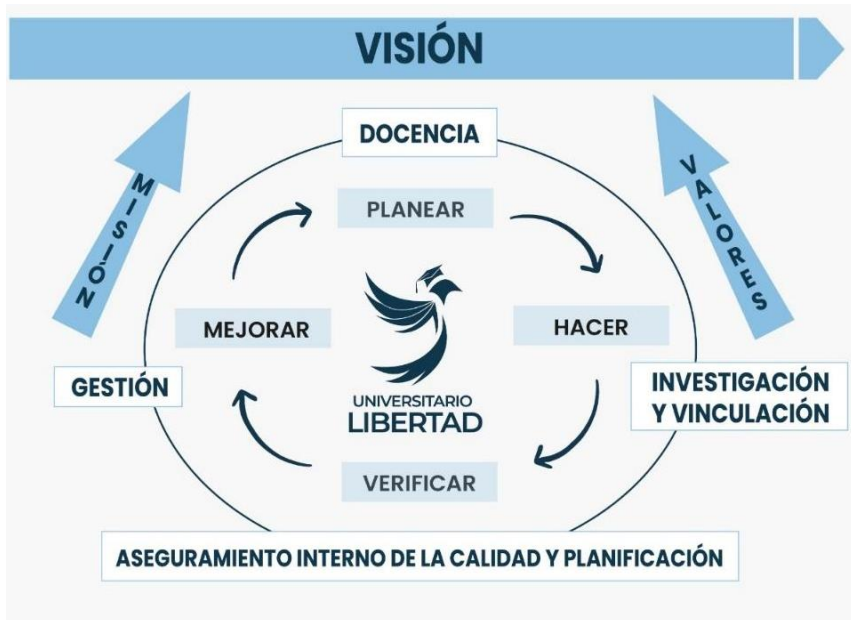 VISIÓN
MISIÓN
VALORES
DOCENCIA
PLANEAR
MEJORAR
HACER
GESTIÓN
INVESTIGACIÓN
Y VINCULACIÓN
UNIVERSITARIO
LIBERTAD
VERIFICAR
ASEGURAMIENTO INTERNO DE LA CALIDAD Y PLANIFICACIÓN